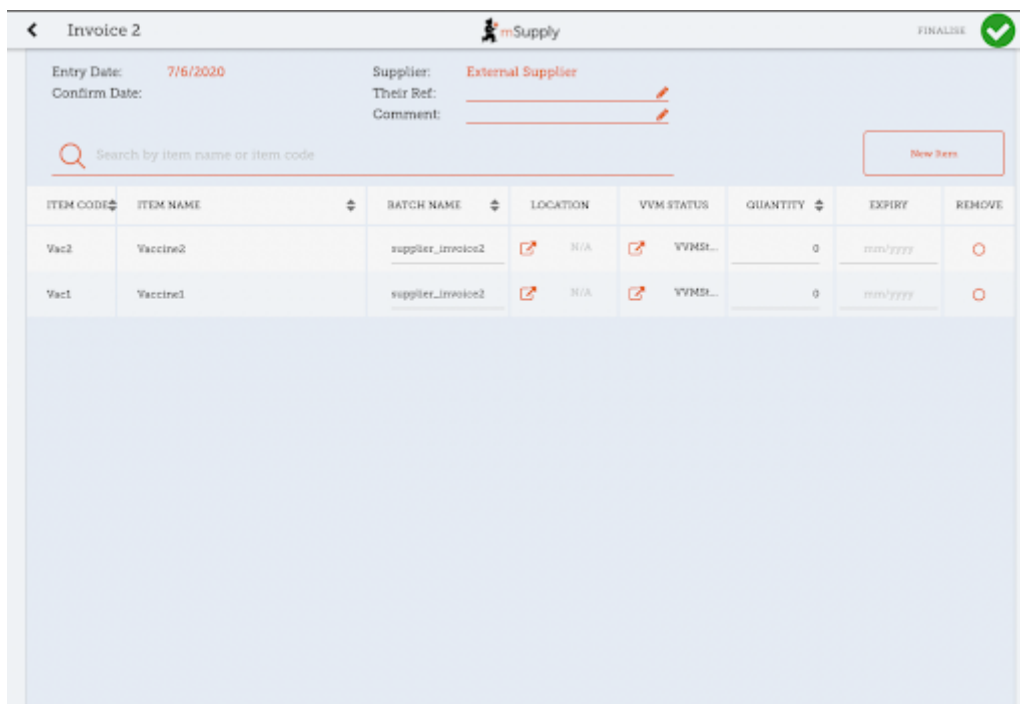 Invoice 2
mSupply
FINALISE
Entry Date: 7/6/2020
Supplier: External Supplier
Confirm Date:
Their Ref:
Comment:
Search by item name or item code
New Item
ITEM CODE ITEM NAME BATCH NAME LOCATION VVM STATUS QUANTITY EXPIRY REMOVE
Vac2 Vaccine2 supplier_invoice2 N/A VVMSt... 0 mm/yyyy
Vac1 Vaccine1 supplier_invoice2 N/A VVMSt... 0 mm/yyyy